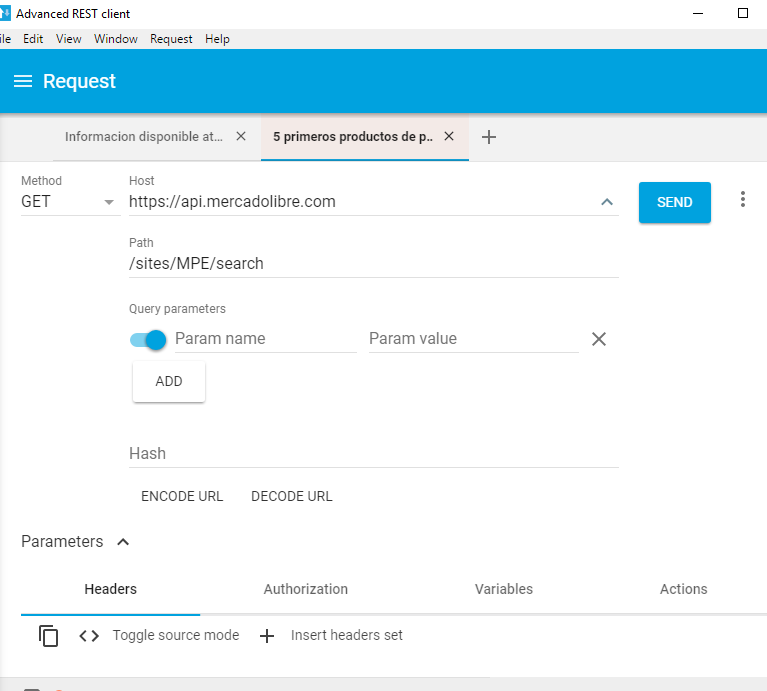 Advanced REST client
ile Edit View Window Request Help
Request
Informacion disponible at... 5 primeros productos de p..
Method
GET
Host
https://api.mercadolibre.com
SEND
Path
/sites/MPE/search
Query parameters
Param name Param value
ADD
Hash
ENCODE URL DECODE URL
Parameters
Headers Authorization Variables Actions
Toggle source mode Insert headers set